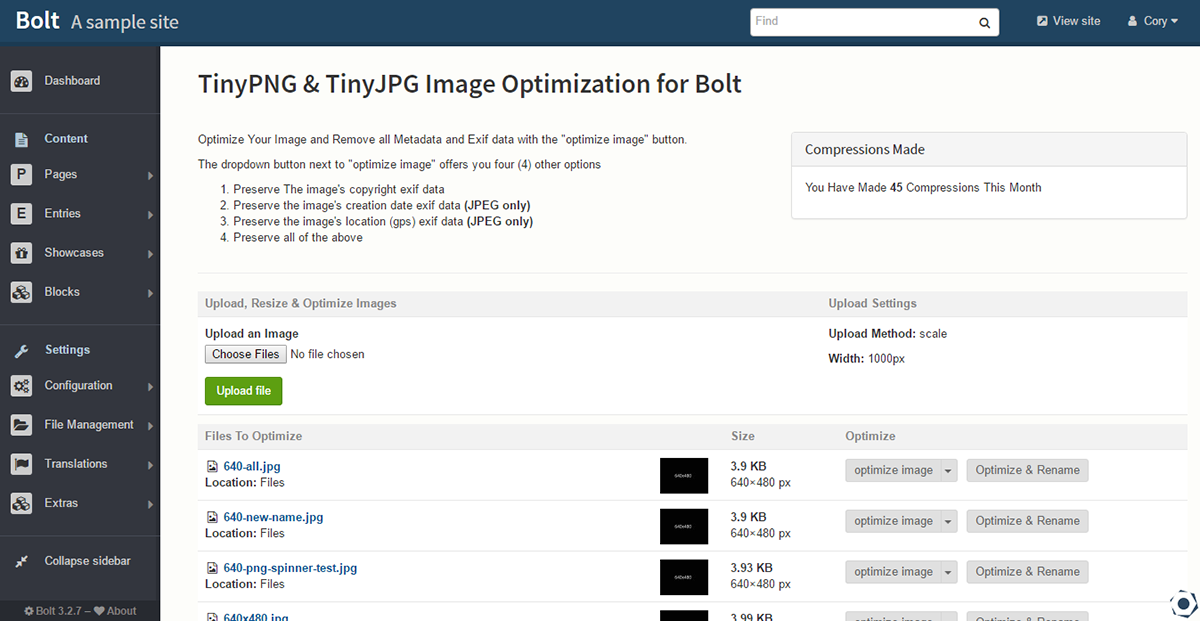 Bolt A sample site
Find
View site
Cory
Dashboard
Content
Pages
Entries
Showcases
Blocks
Settings
Configuration
File Management
Translations
Extras
Collapse sidebar
Bolt 3.2.7 – About
TinyPNG & TinyJPG Image Optimization for Bolt
Optimize Your Image and Remove all Metadata and Exif data with the "optimize image" button.
The dropdown button next to "optimize image" offers you four (4) other options
1. Preserve The image's copyright exif data
2. Preserve the image's creation date exif data (JPEG only)
3. Preserve the image's location (gps) exif data (JPEG only)
4. Preserve all of the above
Compressions Made
You Have Made 45 Compressions This Month
Upload, Resize & Optimize Images
Upload Settings
Upload an Image
Choose Files No file chosen
Upload file
Upload Method: scale
Width: 1000px
Files To Optimize Size Optimize
640-all.jpg
Location: Files
640x480
3.9 KB
640×480 px
optimize image Optimize & Rename
640-new-name.jpg
Location: Files
640x480
3.9 KB
640×480 px
optimize image Optimize & Rename
640-png-spinner-test.jpg
Location: Files
640x480
3.93 KB
640×480 px
optimize image Optimize & Rename
640x480.jpg
3.99 KB
optimize image Optimize & Rename